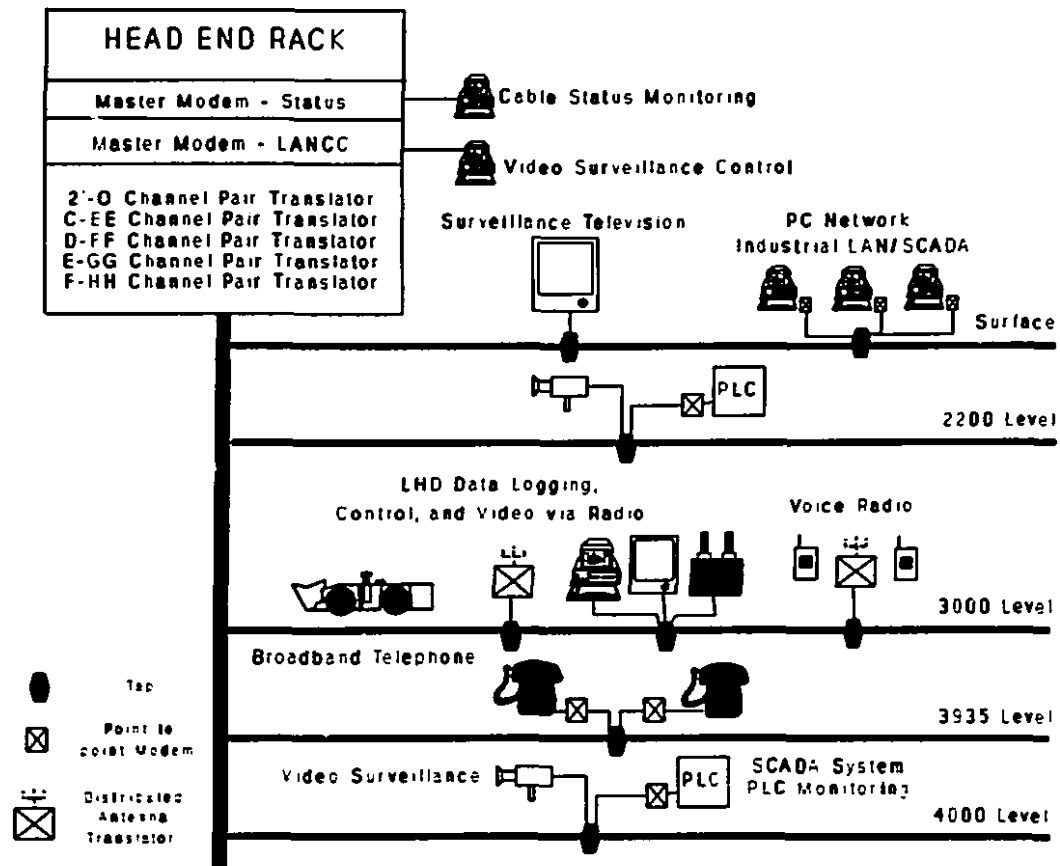 HEAD END RACK
Master Modem - Status
Master Modem - LANCC
2'-O Channel Pair Translator
C-EE Channel Pair Translator
D-FF Channel Pair Translator
E-GG Channel Pair Translator
F-HH Channel Pair Translator
Cable Status Monitoring
Video Surveillance Control
Surveillance Television
PC Network
Industrial LAN/SCADA
Surface
PLC
2200 Level
LHD Data Logging,
Control, and Video via Radio
Voice Radio
3000 Level
Broadband Telephone
3935 Level
Video Surveillance
PLC
SCADA System
PLC Monitoring
4000 Level
Tap
Point to
point Modem
Distributed
Antenna
Translator